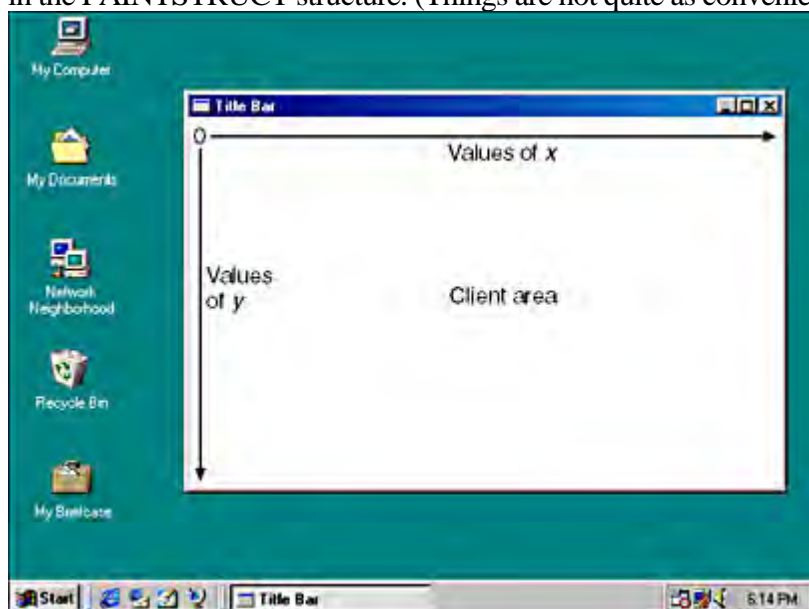 in the PAINTSTRUCT structure. (Things are not quite as convenie
My Computer
Title Bar
0
Values of x
My Documents
Values
of y
Client area
Network
Neighborhood
Recycle Bin
My Briefcase
Start
Title Bar
6:14 PM